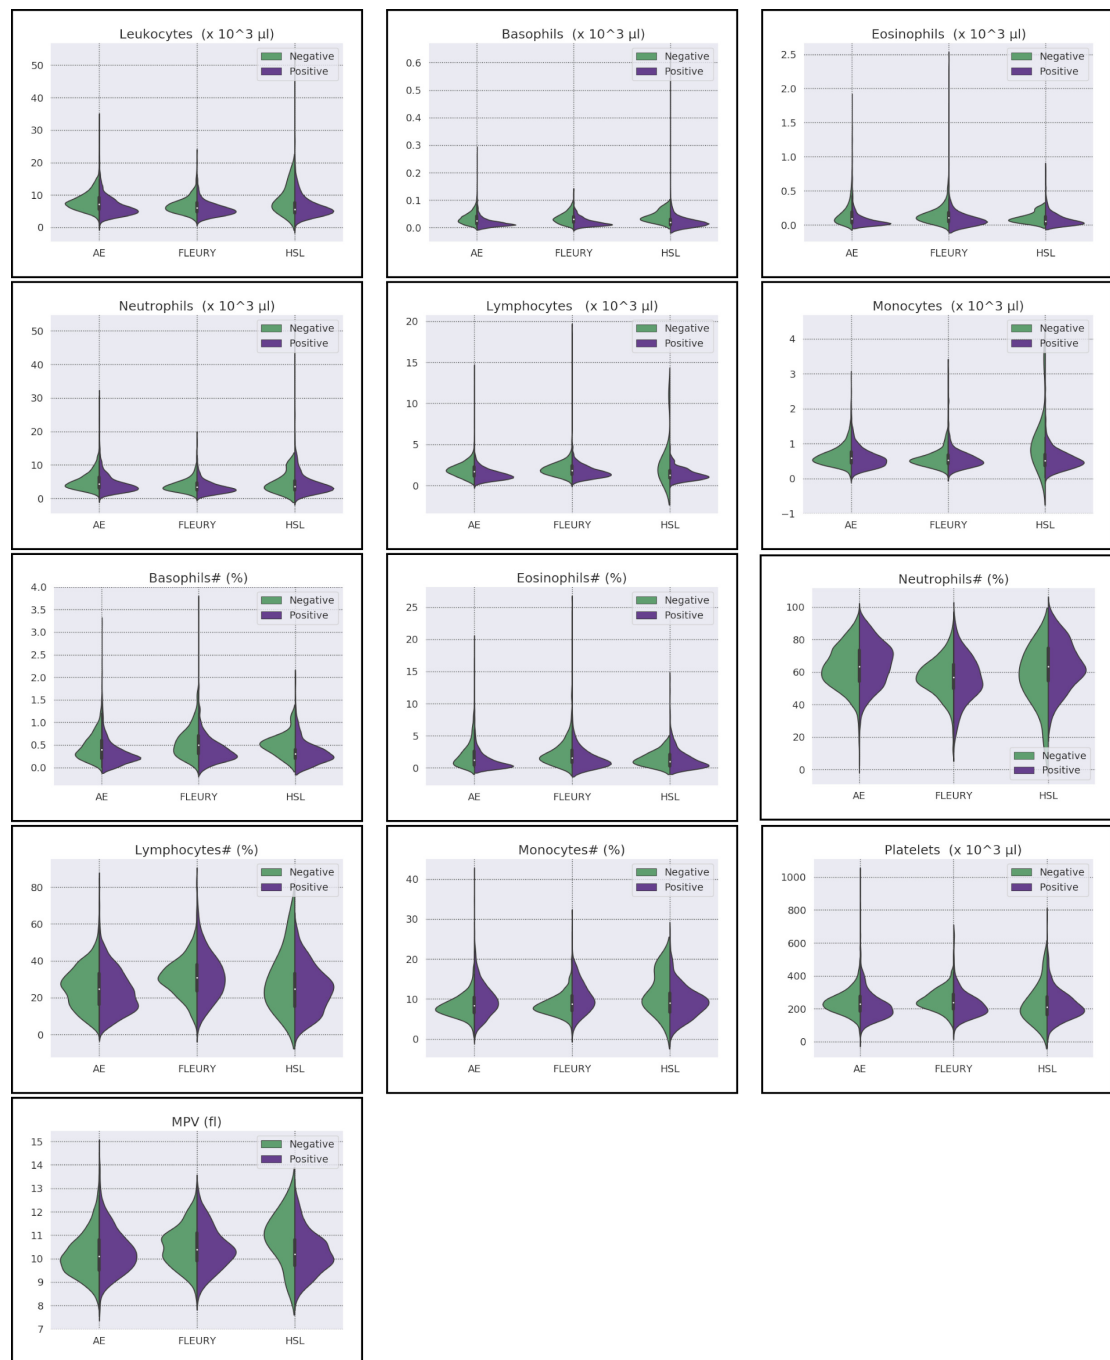 Leukocytes (x 10^3 µl)
Negative
Positive
50
40
30
20
10
0
AE FLEURY HSL
Basophils (x 10^3 µl)
Negative
Positive
0.6
0.5
0.4
0.3
0.2
0.1
0.0
AE FLEURY HSL
Eosinophils (x 10^3 µl)
Negative
Positive
2.5
2.0
1.5
1.0
0.5
0.0
AE FLEURY HSL
Neutrophils (x 10^3 µl)
Negative
Positive
50
40
30
20
10
0
AE FLEURY HSL
Lymphocytes (x 10^3 µl)
Negative
Positive
20
15
10
5
0
AE FLEURY HSL
Monocytes (x 10^3 µl)
Negative
Positive
4
3
2
1
0
−1
AE FLEURY HSL
Basophils# (%)
Negative
Positive
4.0
3.5
3.0
2.5
2.0
1.5
1.0
0.5
0.0
AE FLEURY HSL
Eosinophils# (%)
Negative
Positive
25
20
15
10
5
0
AE FLEURY HSL
Neutrophils# (%)
100
80
60
40
20
0
Negative
Positive
AE FLEURY HSL
Lymphocytes# (%)
Negative
Positive
80
60
40
20
0
AE FLEURY HSL
Monocytes# (%)
Negative
Positive
40
30
20
10
0
AE FLEURY HSL
Platelets (x 10^3 µl)
Negative
Positive
1000
800
600
400
200
0
AE FLEURY HSL
MPV (fl)
Negative
Positive
15
14
13
12
11
10
9
8
7
AE FLEURY HSL